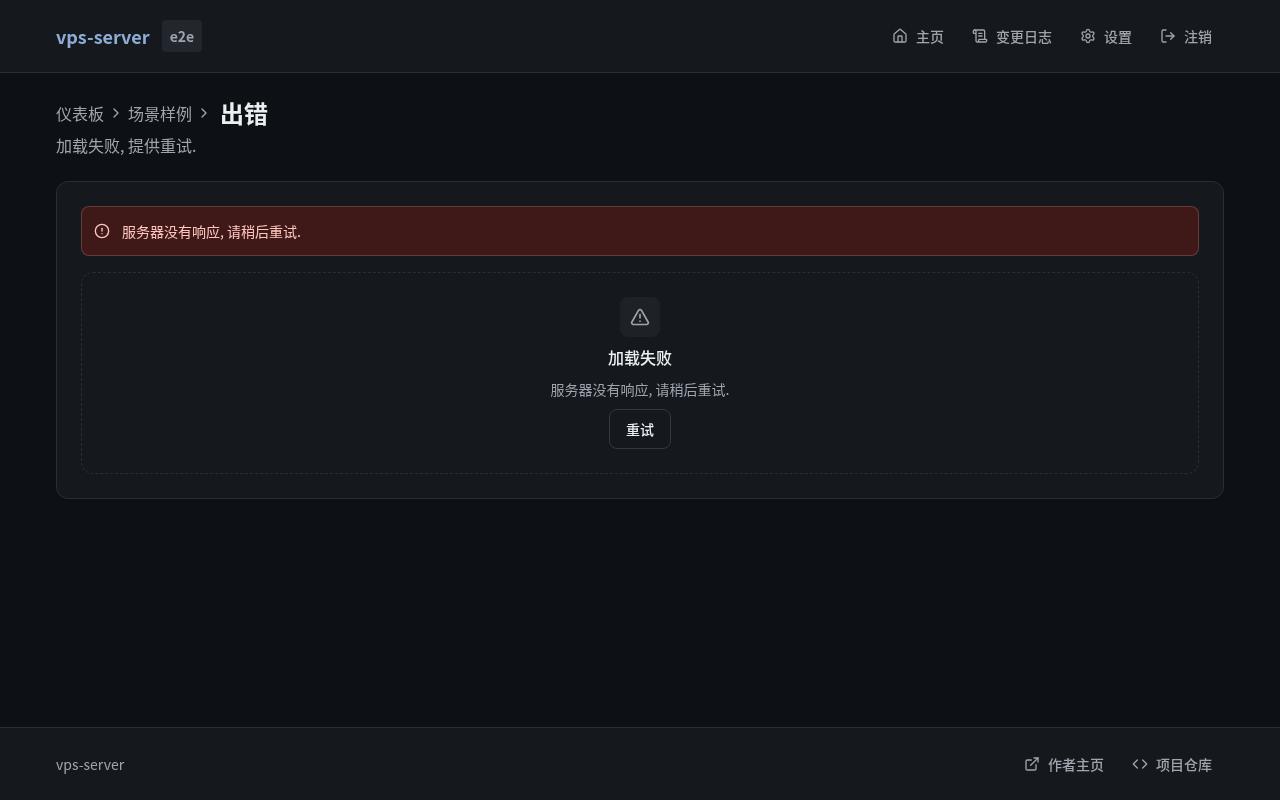 vps-server e2e 主页 变更日志 设置 注销
仪表板 场景样例 出错
加载失败, 提供重试.
服务器没有响应, 请稍后重试.
加载失败
服务器没有响应, 请稍后重试.
重试
vps-server 作者主页 项目仓库